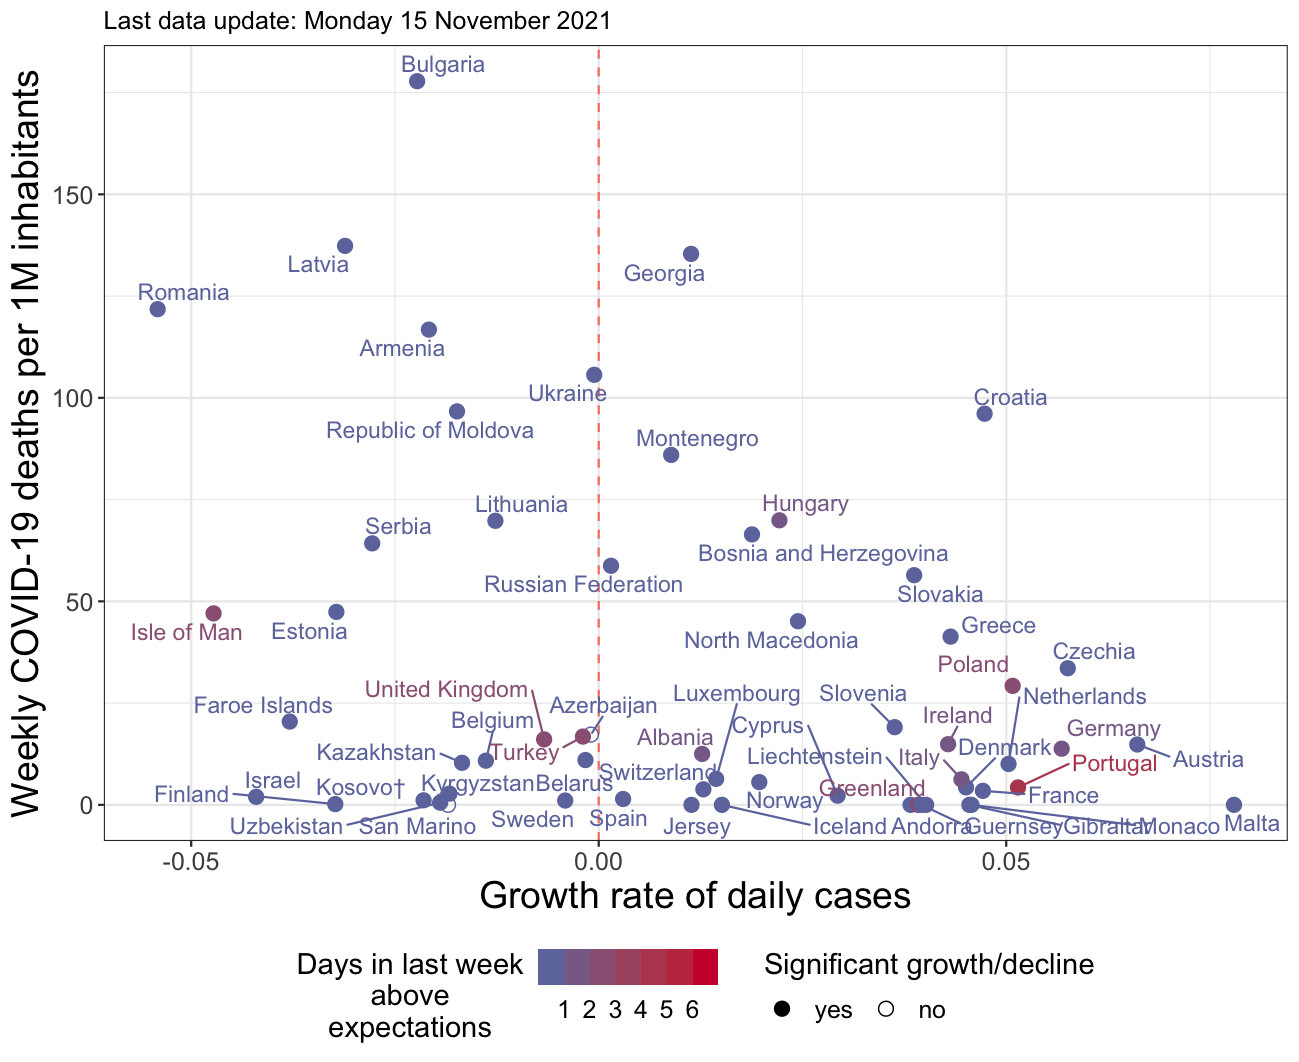 Last data update: Monday 15 November 2021
Weekly COVID-19 deaths per 1M inhabitants
150
100
50
0
Bulgaria
Latvia
Georgia
Romania
Armenia
Ukraine
Croatia
Republic of Moldova
Montenegro
Lithuania
Hungary
Serbia
Bosnia and Herzegovina
Russian Federation
Slovakia
Isle of Man
Estonia
North Macedonia
Greece
Czechia
Poland
United Kingdom
Luxembourg
Slovenia
Netherlands
Faroe Islands
Azerbaijan
Belgium
Cyprus
Ireland
Albania
Germany
Kazakhstan
Turkey
Liechtenstein
Italy
Denmark
Austria
Portugal
Switzerland
Israel
Kosovo†
Kyrgyzstan
Belarus
Greenland
Finland
Norway
France
Uzbekistan
San Marino
Sweden
Spain
Jersey
Iceland
Andorra
Guernsey
Gibraltar
Monaco
Malta
-0.05
0.00
0.05
Growth rate of daily cases
Days in last week
above
expectations
1 2 3 4 5 6
Significant growth/decline
yes
no